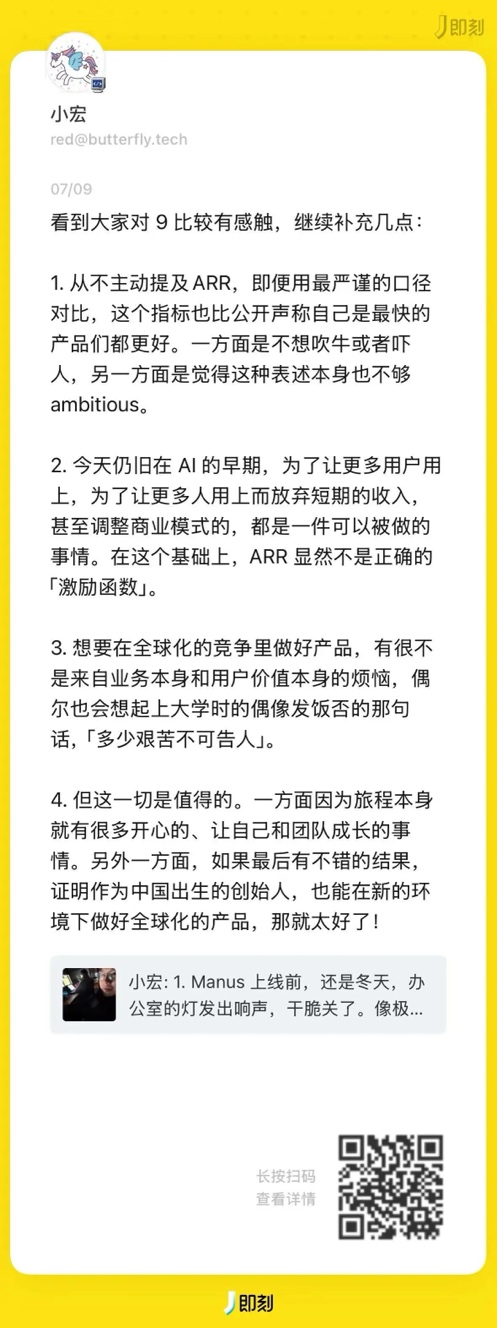 即刻
小宏
red@butterfly.tech
07/09
看到大家对 9 比较有感触，继续补充几点：
1. 从不主动提及ARR，即便用最严谨的口径
对比，这个指标也比公开声称自己是最快的
产品们都更好。一方面是不想吹牛或者吓
人，另一方面是觉得这种表述本身也不够
ambitious。
2. 今天仍旧在 AI 的早期，为了让更多用户用
上，为了让更多人用上而放弃短期的收入，
甚至调整商业模式的，都是一件可以被做的
事情。在这个基础上，ARR 显然不是正确的
「激励函数」。
3. 想要在全球化的竞争里做好产品，有很不
是来自业务本身和用户价值本身的烦恼，偶
尔也会想起上大学时的偶像发饭否的那句
话，「多少艰苦不可告人」。
4. 但这一切是值得的。一方面因为旅程本身
就有很多开心的、让自己和团队成长的事
情。另外一方面，如果最后有不错的结果，
证明作为中国出生的创始人，也能在新的环
境下做好全球化的产品，那就太好了！
小宏: 1. Manus 上线前，还是冬天，办
公室的灯发出响声，干脆关了。像极...
长按扫码
查看详情
即刻